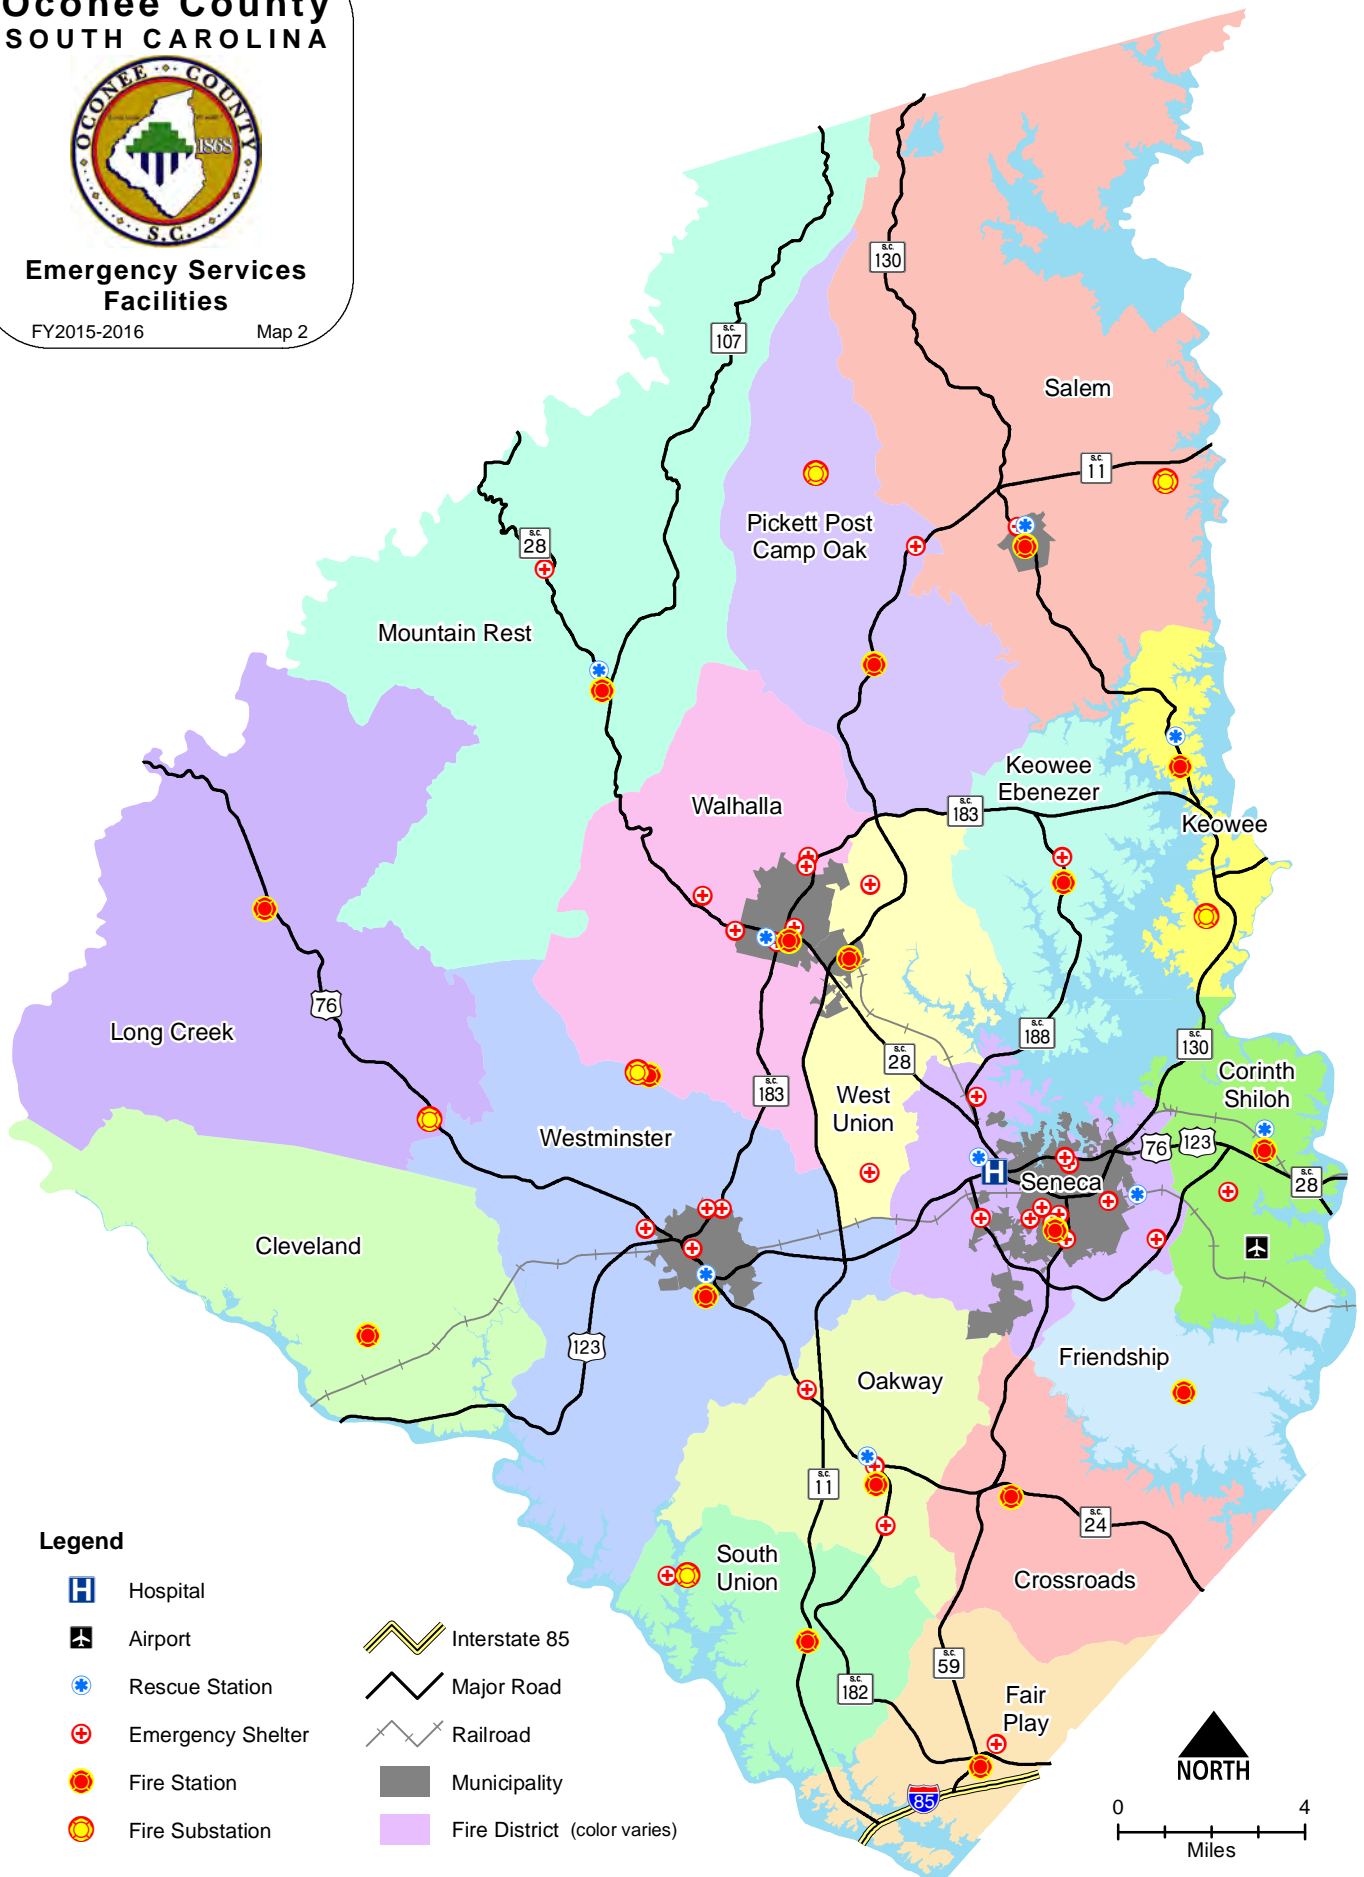 Oconee County
SOUTH CAROLINA
OCONEE COUNTY
1868
S.C.
Emergency Services
Facilities
FY2015-2016 Map 2
S.C.
130
S.C.
107
Salem
S.C.
11
Pickett Post
Camp Oak
S.C.
28
Mountain Rest
Keowee
Ebenezer
Walhalla
S.C.
183
Keowee
76
Long Creek
S.C.
188
S.C.
130
S.C.
28
Corinth
Shiloh
S.C.
183
West
Union
Westminster
76
123
Seneca
S.C.
28
Cleveland
123
Friendship
Oakway
S.C.
11
S.C.
24
South
Union
Crossroads
S.C.
59
S.C.
182
Fair
Play
85
Legend
Hospital
Airport
Rescue Station
Emergency Shelter
Fire Station
Fire Substation
Interstate 85
Major Road
Railroad
Municipality
Fire District (color varies)
NORTH
0 4
Miles